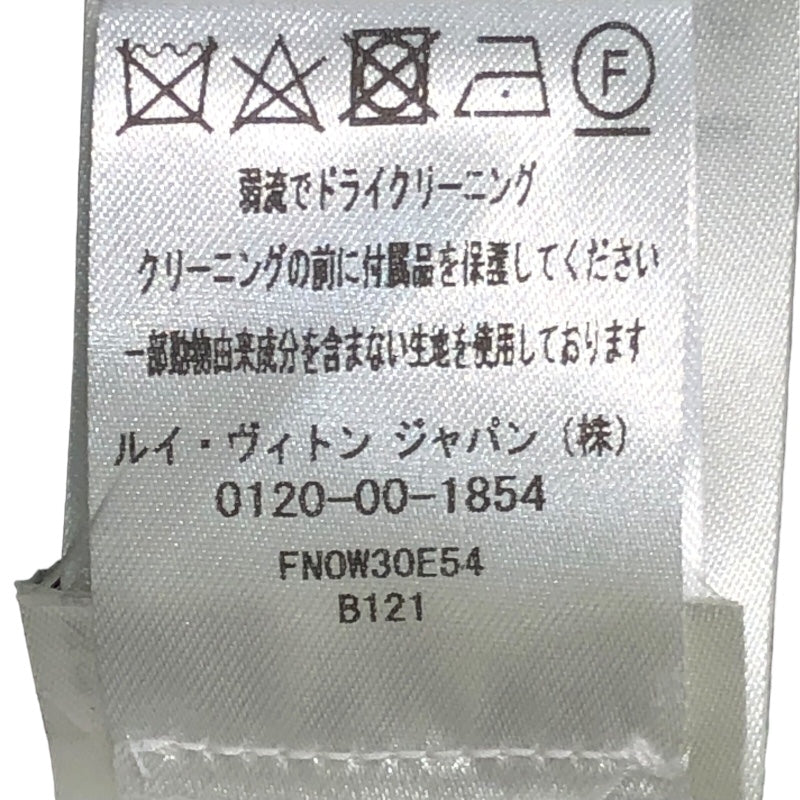 F
弱流でドライクリーニング
クリーニングの前に付属品を保護してください
一部動物由来成分を含まない生地を使用しております
ルイ・ヴィトン ジャパン(株)
0120-00-1854
FNOW30E54
B121